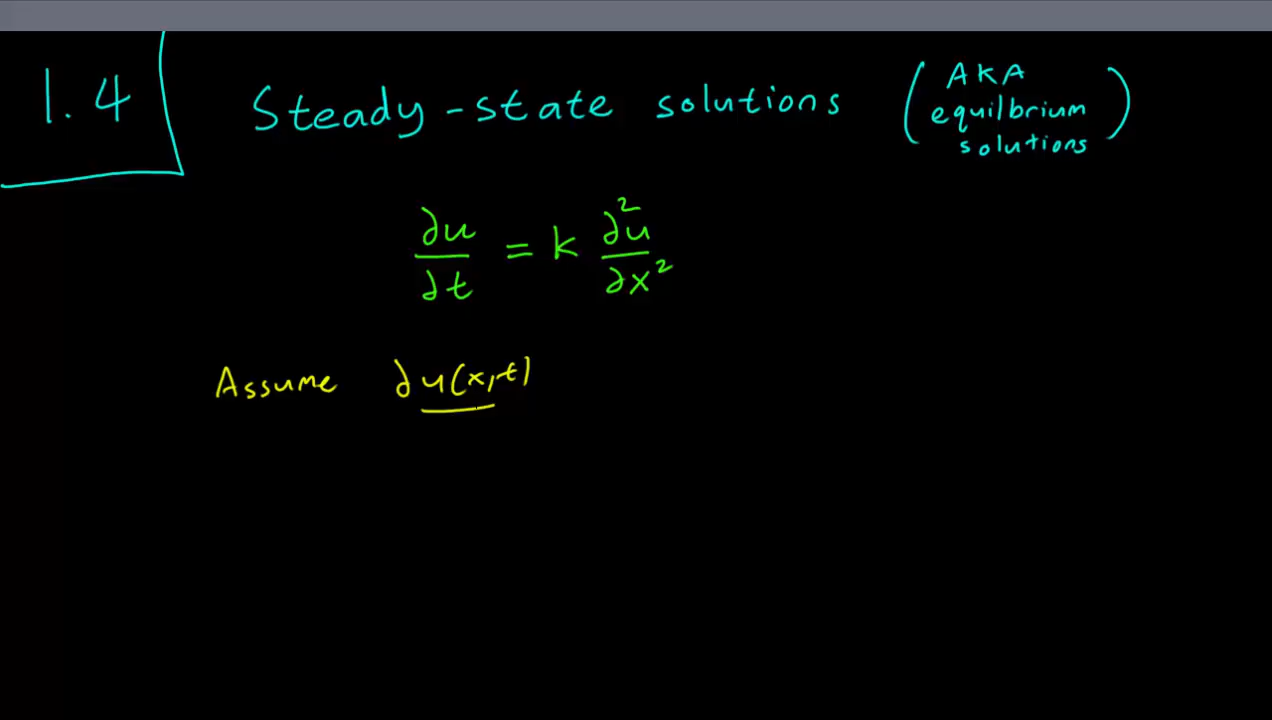 1.4
Steady-state solutions (AKA equilbrium solutions)
∂u/∂t = k ∂²u/∂x²
Assume ∂u(x,t)